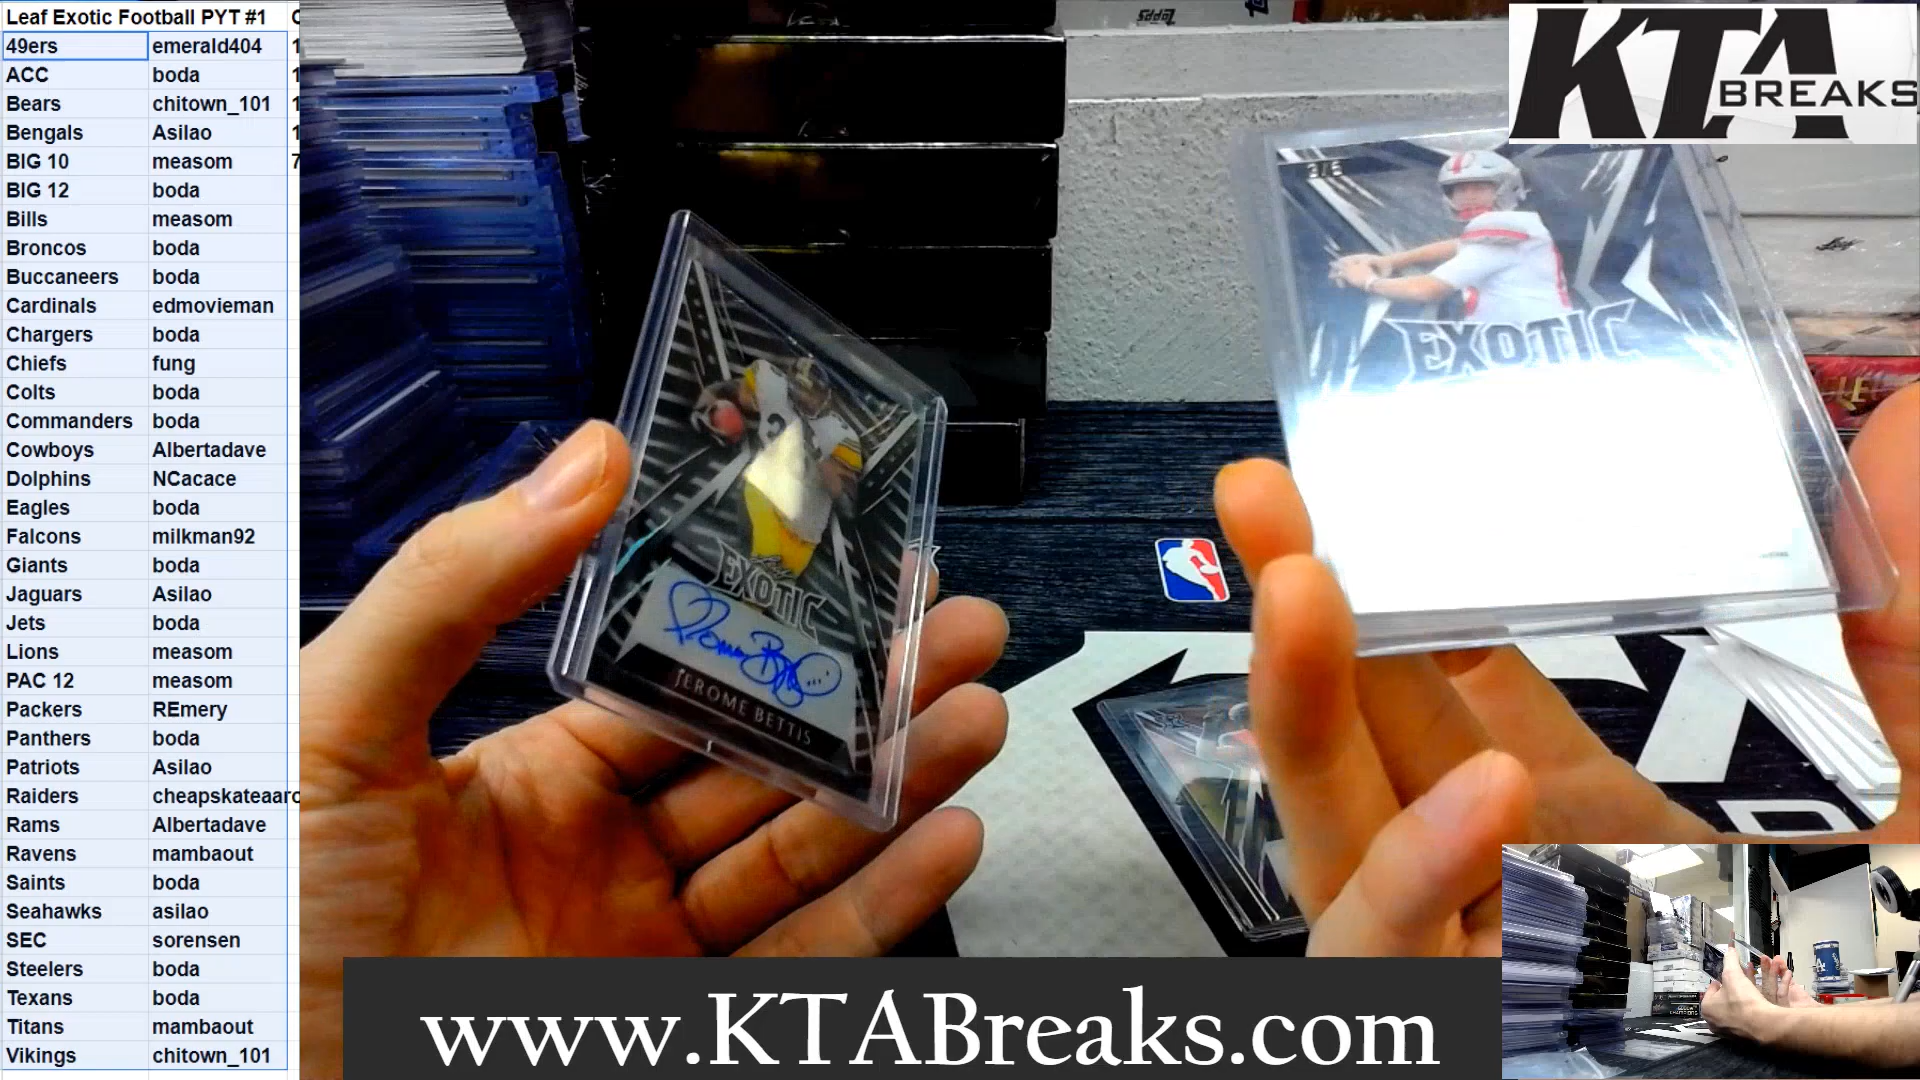 Leaf Exotic Football PYT #1
49ers emerald404
ACC boda
Bears chitown_101
Bengals Asilao
BIG 10 measom
BIG 12 boda
Bills measom
Broncos boda
Buccaneers boda
Cardinals edmovieman
Chargers boda
Chiefs fung
Colts boda
Commanders boda
Cowboys Albertadave
Dolphins NCacace
Eagles boda
Falcons milkman92
Giants boda
Jaguars Asilao
Jets boda
Lions measom
PAC 12 measom
Packers REmery
Panthers boda
Patriots Asilao
Raiders cheapskateaaro
Rams Albertadave
Ravens mambaout
Saints boda
Seahawks asilao
SEC sorensen
Steelers boda
Texans boda
Titans mambaout
Vikings chitown_101
Topps
KTA
BREAKS
EXOTIC
EXOTIC
JEROME BETTIS
www.KTABreaks.com